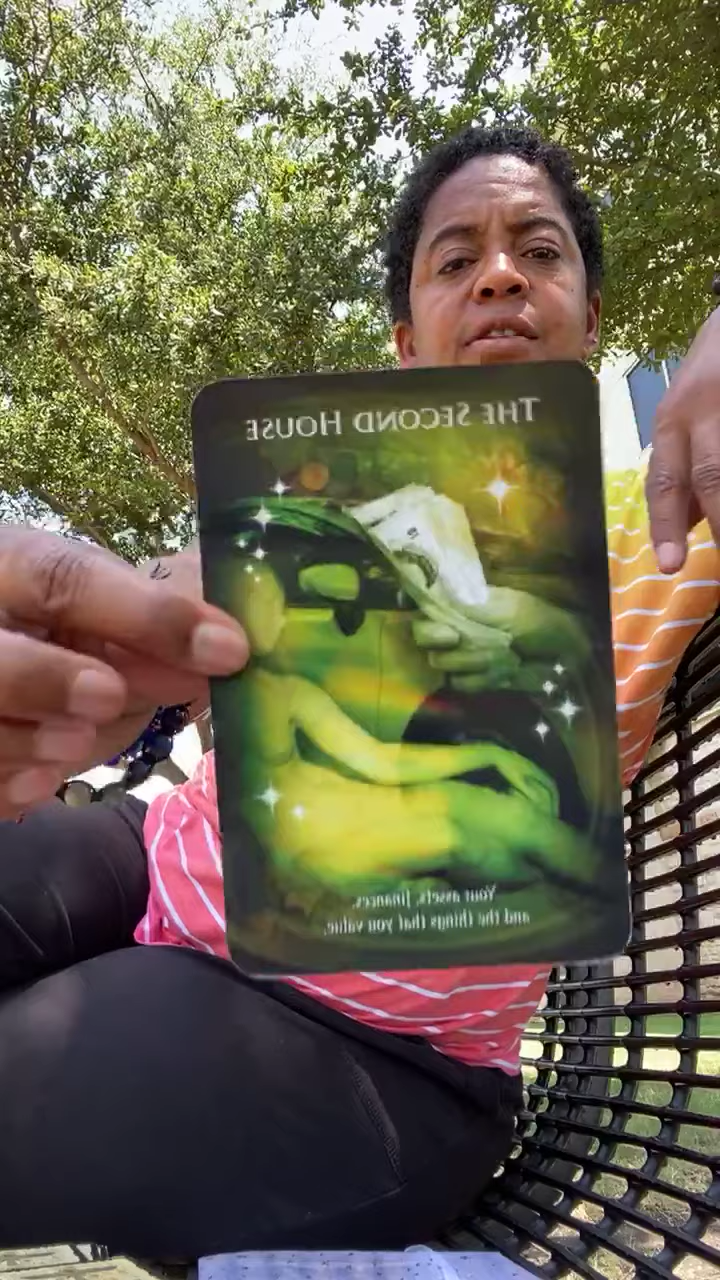 THE SECOND HOUSE
Your assets, finances,
and the things that you value.